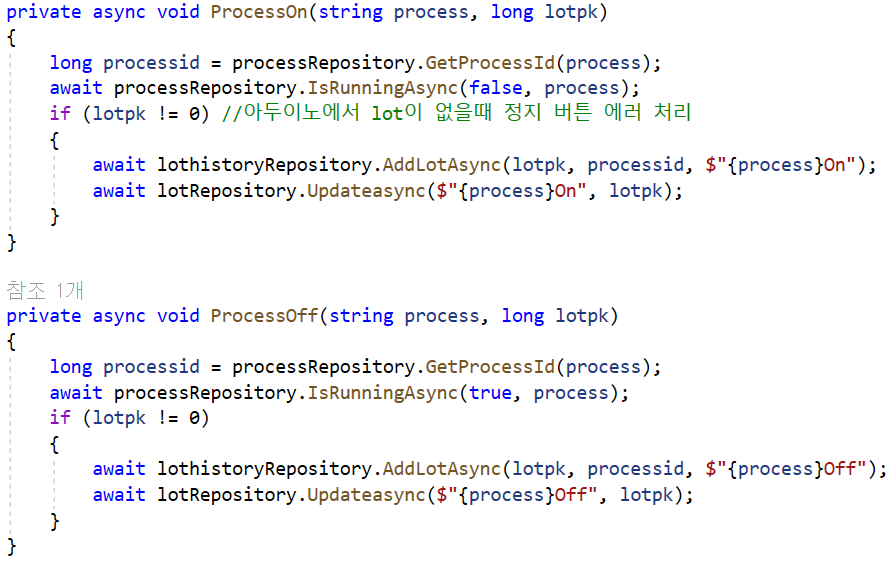 private async void ProcessOn(string process, long lotpk)
{
long processid = processRepository.GetProcessId(process);
await processRepository.IsRunningAsync(false, process);
if (lotpk != 0) //아두이노에서 lot이 없을때 정지 버튼 에러 처리
{
await lothistoryRepository.AddLotAsync(lotpk, processid, $"{process}On");
await lotRepository.Updateasync($"{process}On", lotpk);
}
}
참조 1개
private async void ProcessOff(string process, long lotpk)
{
long processid = processRepository.GetProcessId(process);
await processRepository.IsRunningAsync(true, process);
if (lotpk != 0)
{
await lothistoryRepository.AddLotAsync(lotpk, processid, $"{process}Off");
await lotRepository.Updateasync($"{process}Off", lotpk);
}
}